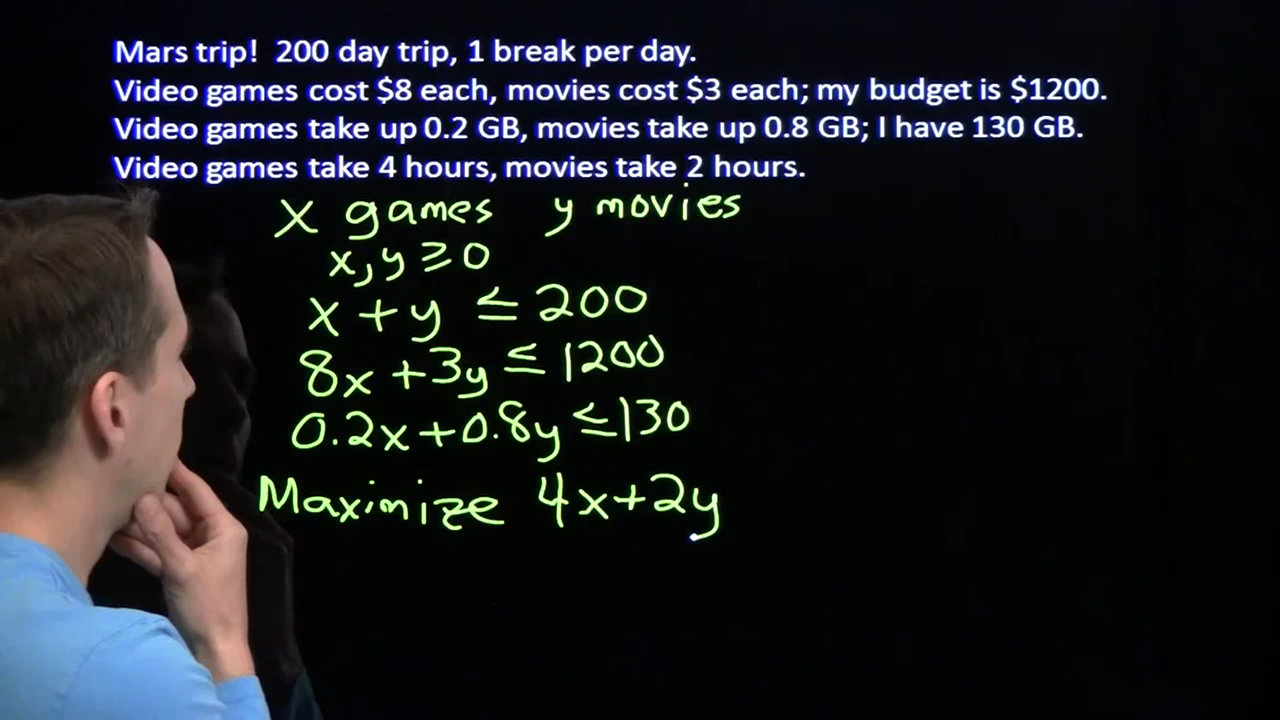 Mars trip!  200 day trip, 1 break per day.
Video games cost $8 each, movies cost $3 each; my budget is $1200.
Video games take up 0.2 GB, movies take up 0.8 GB; I have 130 GB.
Video games take 4 hours, movies take 2 hours.
x games y movies
x, y ≥ 0
x + y ≤ 200
8x + 3y ≤ 1200
0.2x + 0.8y ≤ 130
Maximize 4x + 2y